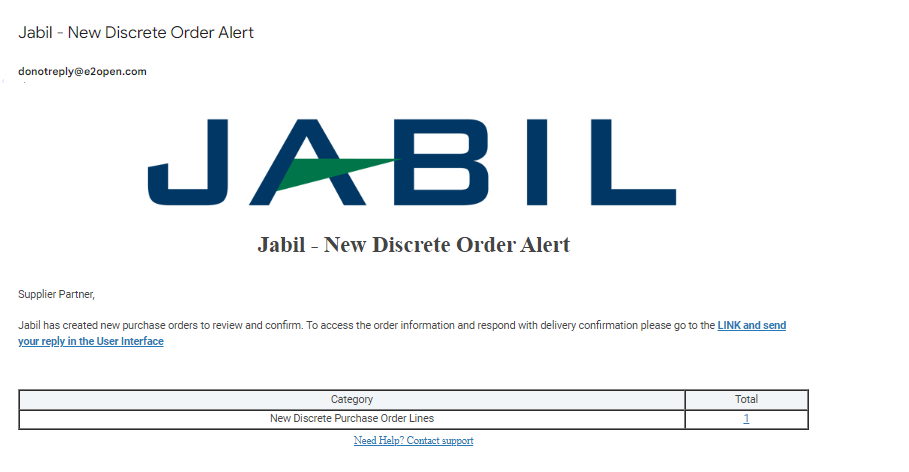 Jabil - New Discrete Order Alert
donotreply@e2open.com
JABIL
Jabil - New Discrete Order Alert
Supplier Partner,
Jabil has created new purchase orders to review and confirm. To access the order information and respond with delivery confirmation please go to the LINK and send
your reply in the User Interface
Category Total
New Discrete Purchase Order Lines 1
Need Help? Contact support